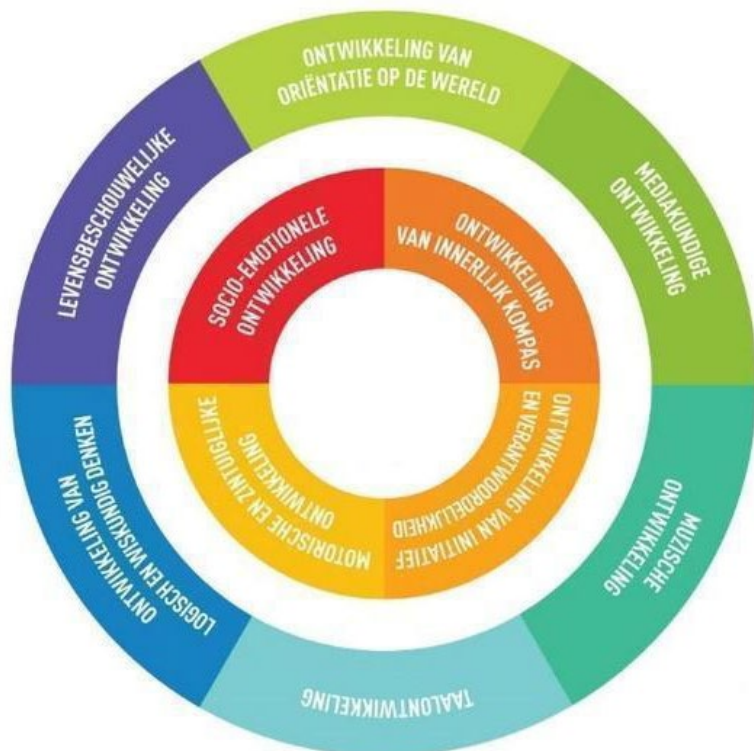 ONTWIKKELING VAN
ORIËNTATIE OP DE WERELD
MEDIAKUNDIGE
ONTWIKKELING
MUZISCHE
ONTWIKKELING
TAALONTWIKKELING
ONTWIKKELING VAN
LOGISCH EN WISKUNDIG DENKEN
LEVENSBESCHOUWELIJKE
ONTWIKKELING
SOCIO-EMOTIONELE
ONTWIKKELING
ONTWIKKELING
VAN INNERLIJK KOMPAS
ONTWIKKELING VAN INITIATIEF
EN VERANTWOORDELIJKHEID
MOTORISCHE EN ZINTUIGLIJKE
ONTWIKKELING